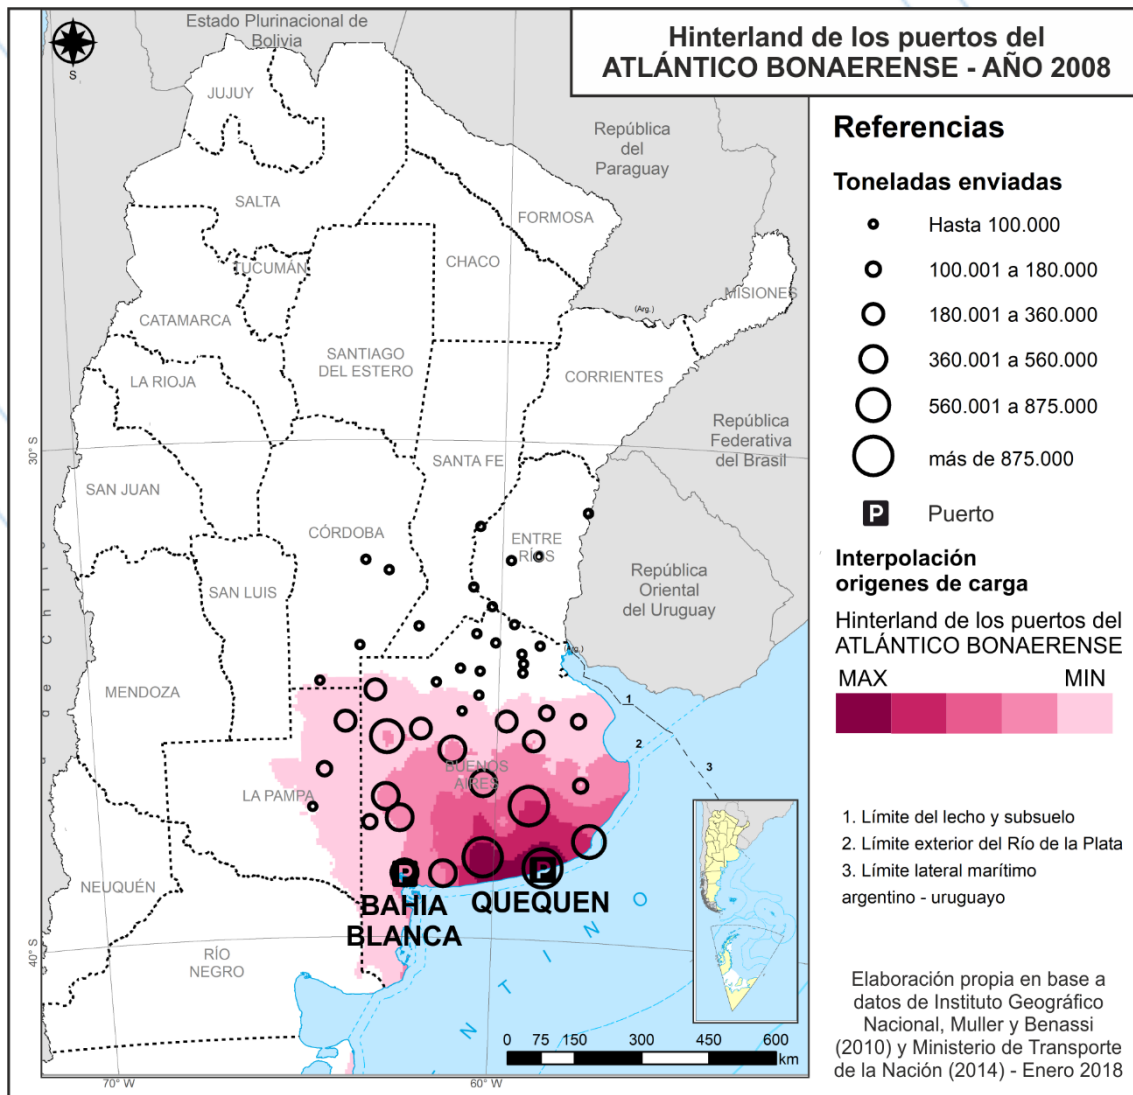 Hinterland de los puertos del
ATLÁNTICO BONAERENSE - AÑO 2008
Estado Plurinacional de
Bolivia
S
JUJUY
República
del
Paraguay
SALTA
FORMOSA
TUCUMÁN
CHACO
MISIONES
(Arg.)
CATAMARCA
SANTIAGO
DEL ESTERO
LA RIOJA
CORRIENTES
República
Federativa
del Brasil
30° S
SANTA FE
SAN JUAN
CÓRDOBA
ENTRE
RÍOS
SAN LUIS
República
Oriental
del Uruguay
(Arg.)
MENDOZA
1
2
3
BUENOS
AIRES
LA PAMPA
NEUQUÉN
P
P
BAHIA
BLANCA
QUEQUEN
RÍO
NEGRO
40° S
N T I N O
0 75 150 300 450 600
km
70° W
60° W
Referencias
Toneladas enviadas
Hasta 100.000
100.001 a 180.000
180.001 a 360.000
360.001 a 560.000
560.001 a 875.000
más de 875.000
P Puerto
Interpolación
origenes de carga
Hinterland de los puertos del
ATLÁNTICO BONAERENSE
MAX MIN
1. Límite del lecho y subsuelo
2. Límite exterior del Río de la Plata
3. Límite lateral marítimo
argentino - uruguayo
Elaboración propia en base a
datos de Instituto Geográfico
Nacional, Muller y Benassi
(2010) y Ministerio de Transporte
de la Nación (2014) - Enero 2018